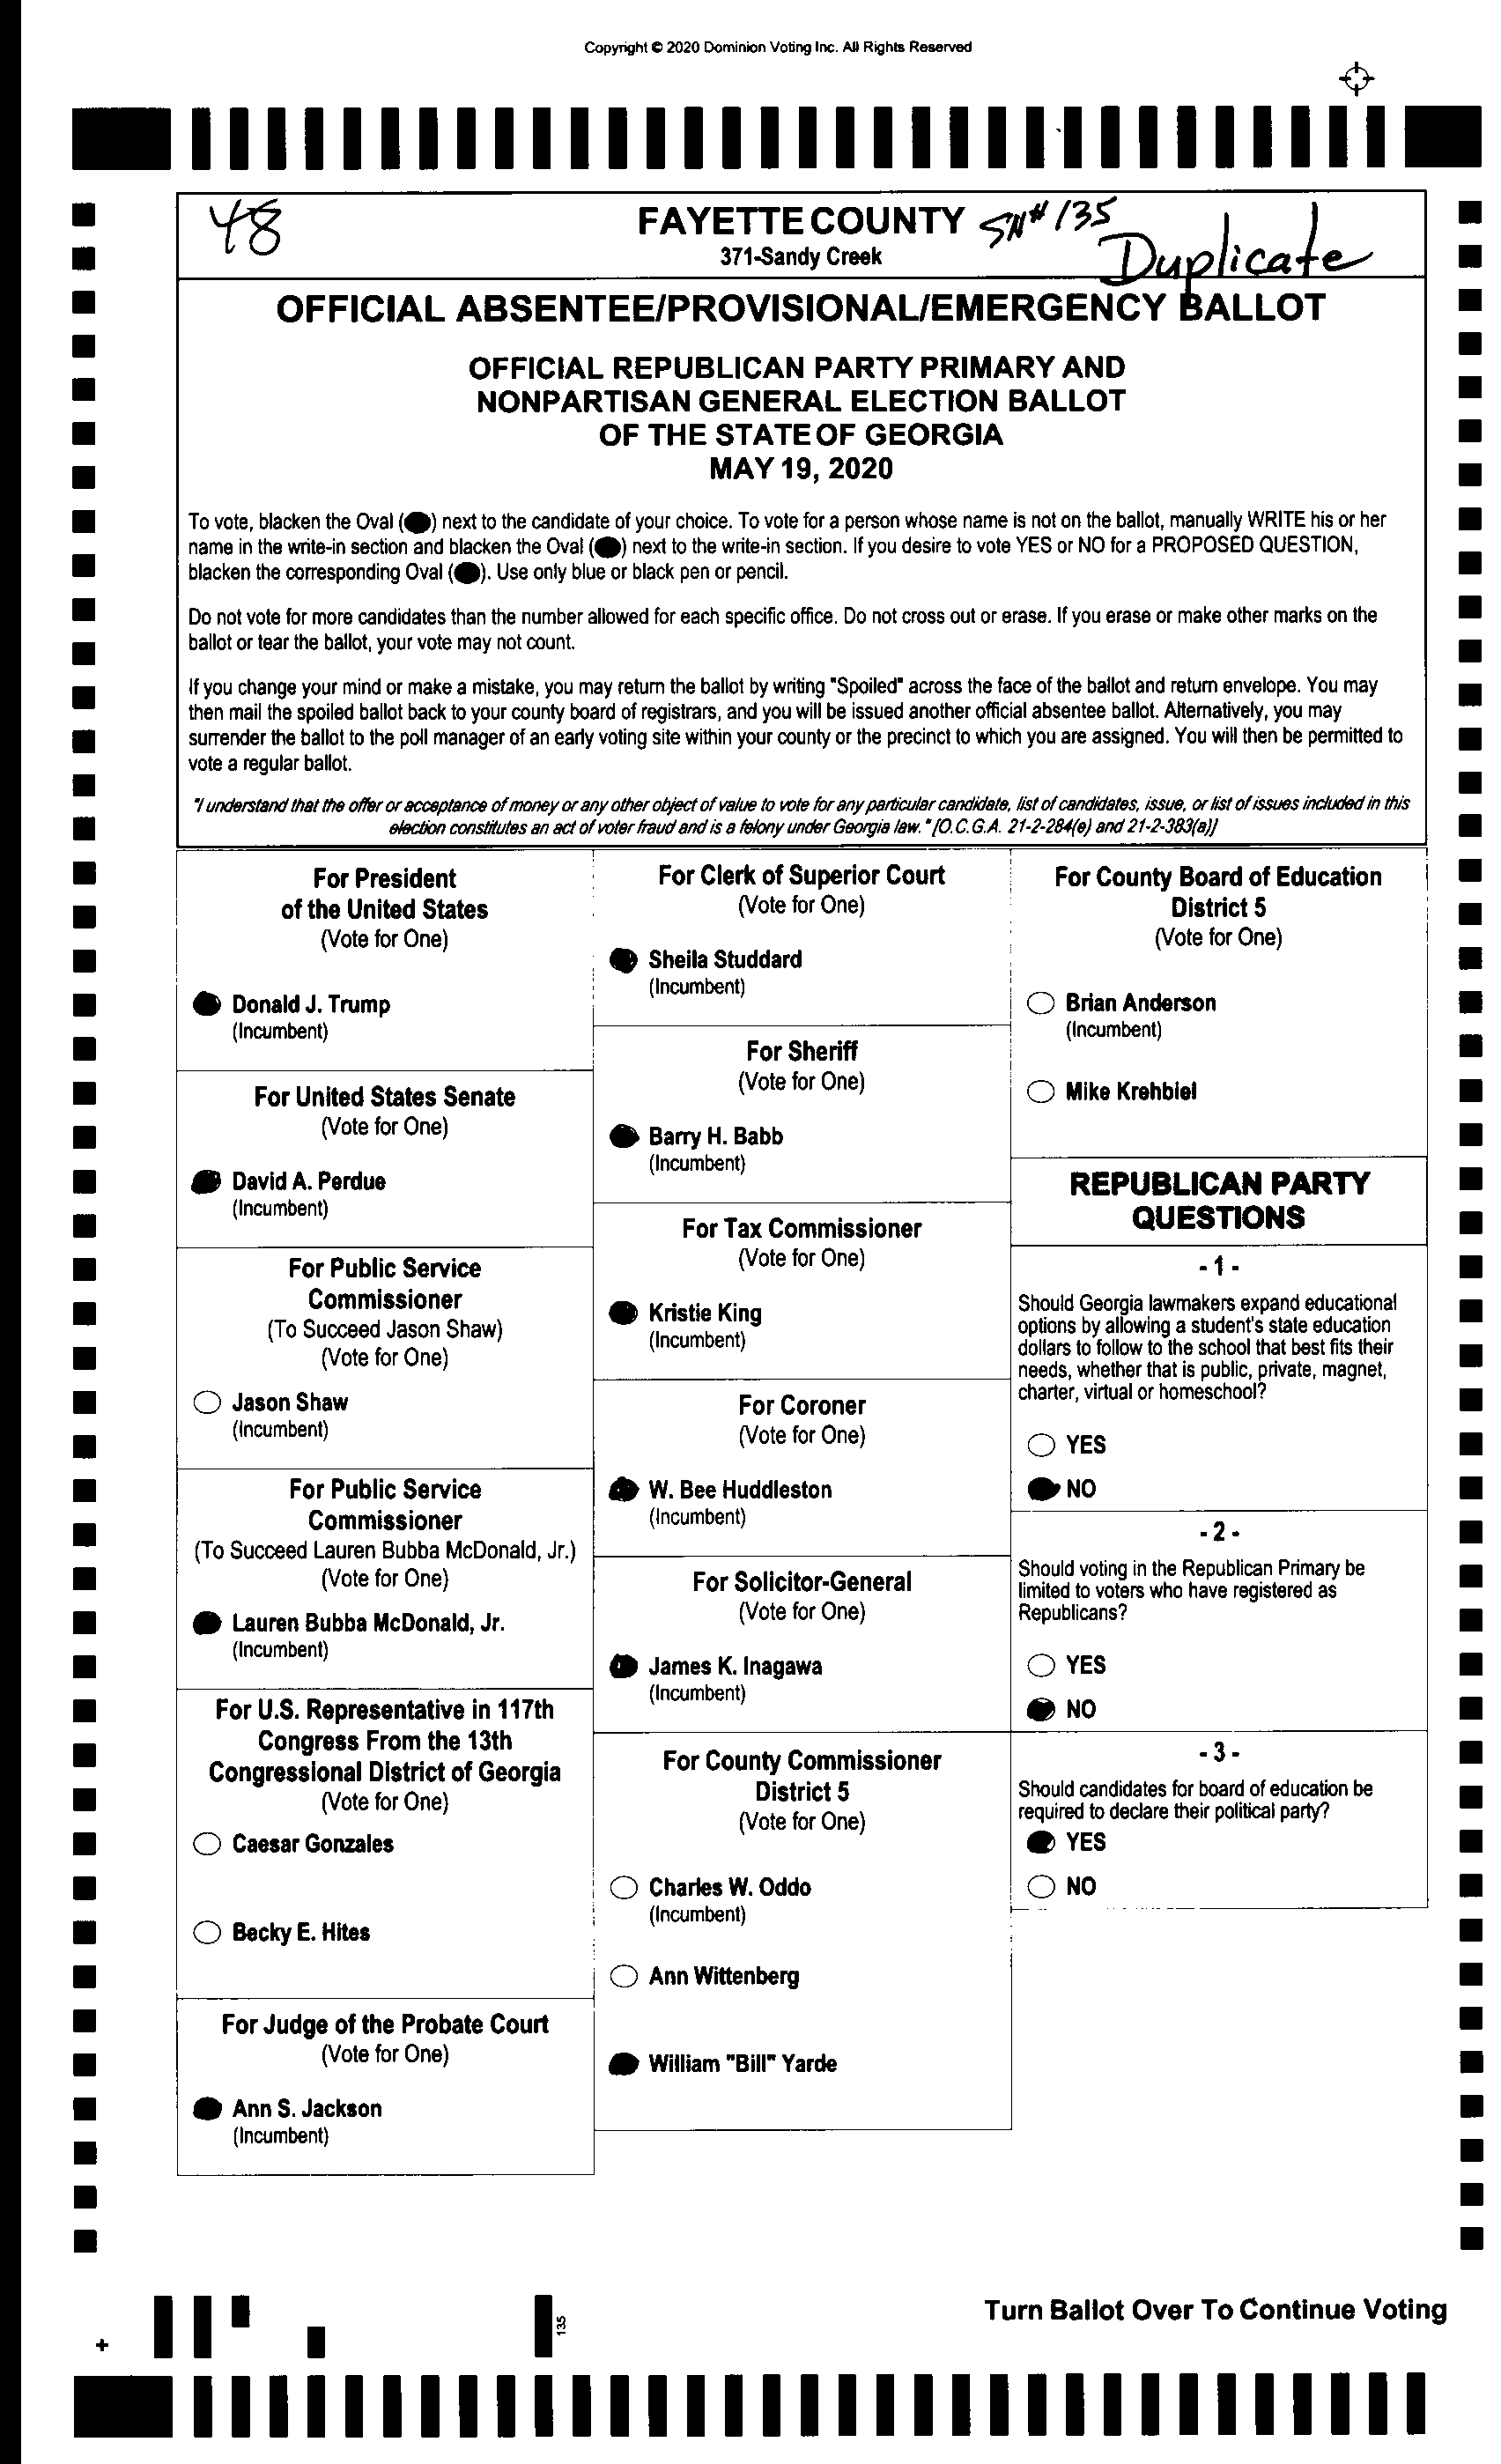 Copyright © 2020 Dominion Voting Inc. All Rights Reserved
48
FAYETTE COUNTY SN# 135
371-Sandy Creek
Duplicate
OFFICIAL ABSENTEE/PROVISIONAL/EMERGENCY BALLOT
OFFICIAL REPUBLICAN PARTY PRIMARY AND
NONPARTISAN GENERAL ELECTION BALLOT
OF THE STATE OF GEORGIA
MAY 19, 2020
To vote, blacken the Oval (●) next to the candidate of your choice. To vote for a person whose name is not on the ballot, manually WRITE his or her
name in the write-in section and blacken the Oval (●) next to the write-in section. If you desire to vote YES or NO for a PROPOSED QUESTION,
blacken the corresponding Oval (●). Use only blue or black pen or pencil.
Do not vote for more candidates than the number allowed for each specific office. Do not cross out or erase. If you erase or make other marks on the
ballot or tear the ballot, your vote may not count.
If you change your mind or make a mistake, you may return the ballot by writing "Spoiled" across the face of the ballot and return envelope. You may
then mail the spoiled ballot back to your county board of registrars, and you will be issued another official absentee ballot. Alternatively, you may
surrender the ballot to the poll manager of an early voting site within your county or the precinct to which you are assigned. You will then be permitted to
vote a regular ballot.
"I understand that the offer or acceptance of money or any other object of value to vote for any particular candidate, list of candidates, issue, or list of issues included in this
election constitutes an act of voter fraud and is a felony under Georgia law." [O.C.G.A. 21-2-284(e) and 21-2-383(a)]
For President
of the United States
(Vote for One)
Donald J. Trump
(Incumbent)
For United States Senate
(Vote for One)
David A. Perdue
(Incumbent)
For Public Service
Commissioner
(To Succeed Jason Shaw)
(Vote for One)
Jason Shaw
(Incumbent)
For Public Service
Commissioner
(To Succeed Lauren Bubba McDonald, Jr.)
(Vote for One)
Lauren Bubba McDonald, Jr.
(Incumbent)
For U.S. Representative in 117th
Congress From the 13th
Congressional District of Georgia
(Vote for One)
Caesar Gonzales
Becky E. Hites
For Judge of the Probate Court
(Vote for One)
Ann S. Jackson
(Incumbent)
For Clerk of Superior Court
(Vote for One)
Sheila Studdard
(Incumbent)
For Sheriff
(Vote for One)
Barry H. Babb
(Incumbent)
For Tax Commissioner
(Vote for One)
Kristie King
(Incumbent)
For Coroner
(Vote for One)
W. Bee Huddleston
(Incumbent)
For Solicitor-General
(Vote for One)
James K. Inagawa
(Incumbent)
For County Commissioner
District 5
(Vote for One)
Charles W. Oddo
(Incumbent)
Ann Wittenberg
William "Bill" Yarde
For County Board of Education
District 5
(Vote for One)
Brian Anderson
(Incumbent)
Mike Krehbiel
REPUBLICAN PARTY
QUESTIONS
- 1 -
Should Georgia lawmakers expand educational
options by allowing a student's state education
dollars to follow to the school that best fits their
needs, whether that is public, private, magnet,
charter, virtual or homeschool?
YES
NO
- 2 -
Should voting in the Republican Primary be
limited to voters who have registered as
Republicans?
YES
NO
- 3 -
Should candidates for board of education be
required to declare their political party?
YES
NO
135
Turn Ballot Over To Continue Voting